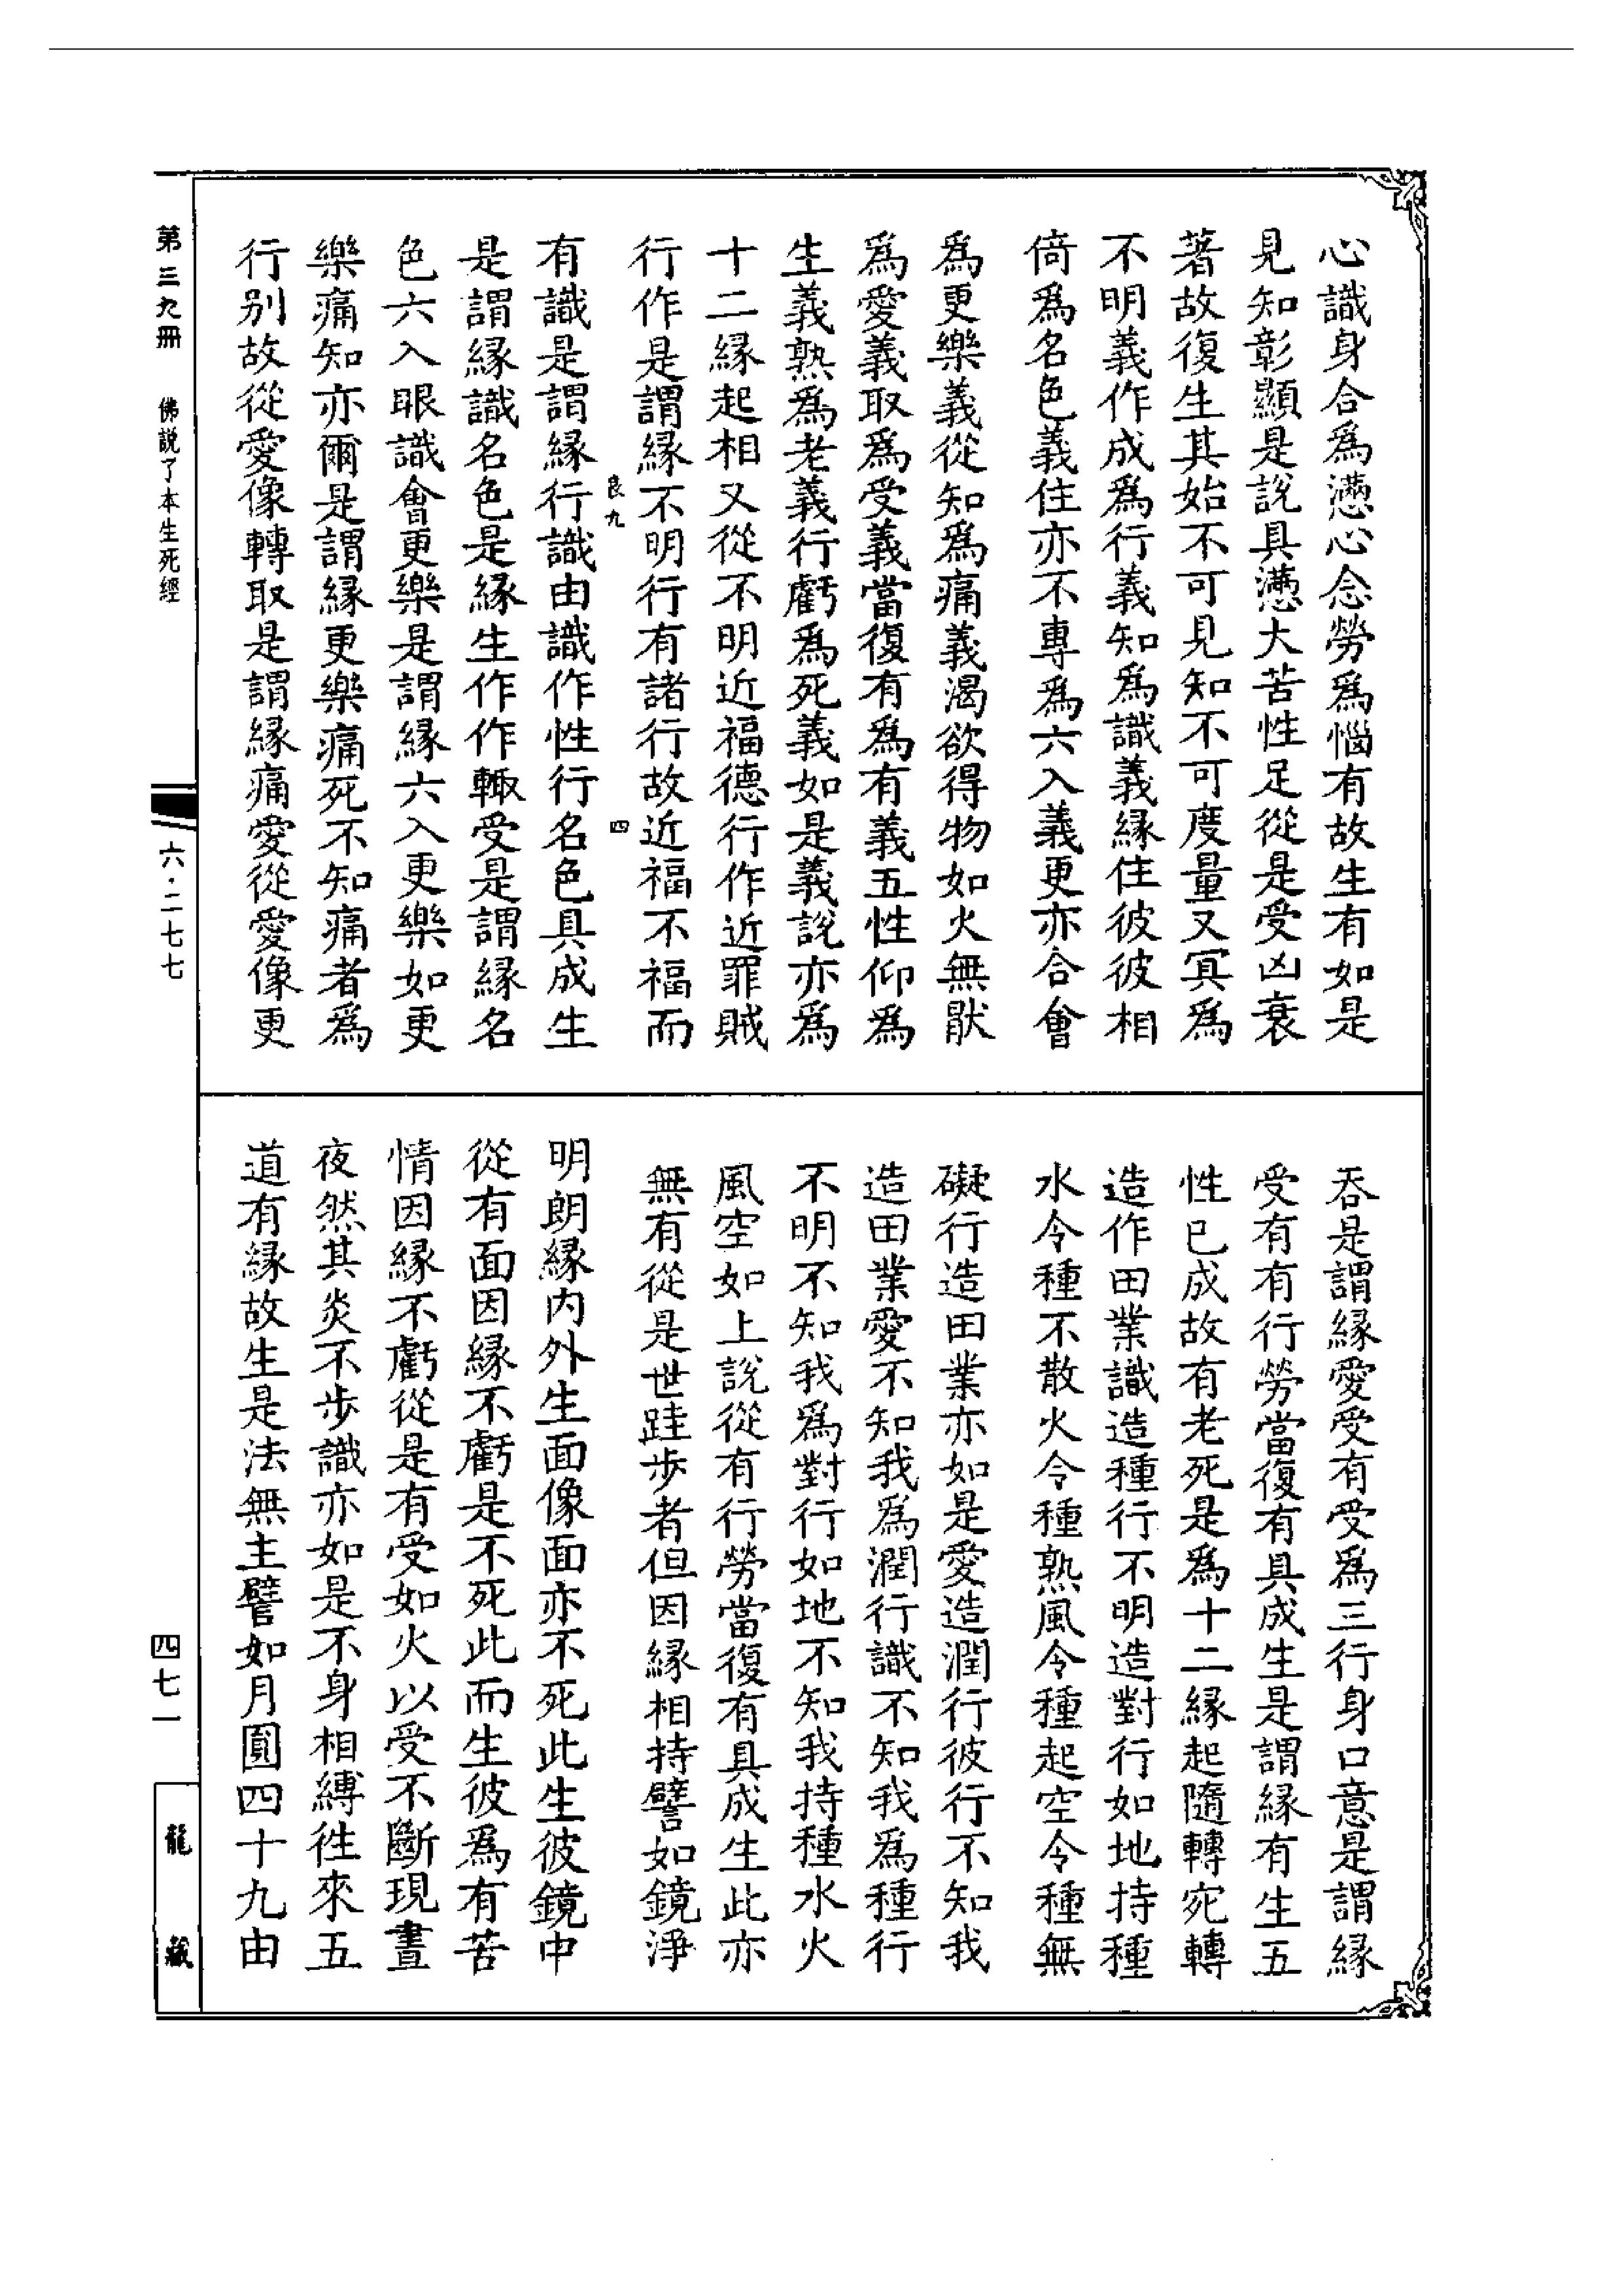 心識身合為懣心念勞爲惱有故生有如是
見知彰顯是說具懣大苦性足從是受凶衰
著故復生其始不可見知不可度量又㝠爲
不明義作成爲行義知爲識義緣住彼彼相
倚爲名色義住亦不專爲六入義更亦合會
爲更樂義從知爲痛義渴欲得物如火無猒
爲愛義取爲受義當復有爲有義五性仰爲
生義熟爲老義行虧爲死義如是義說亦爲
十二緣起相又從不明近福德行作近罪賊
行作是謂緣不明行有諸行故近福不福而
良九
四
有識是謂緣行識由識作性行名色具成生
是謂緣識名色是緣生作作輙受是謂緣名
色六入眼識會更樂是謂緣六入更樂如更
樂痛知亦爾是謂緣更樂痛死不知痛者爲
行别故從愛像轉取是謂緣痛愛從愛像更
吞是謂緣愛受有受爲三行身口意是謂緣
受有有行勞當復有具成生是謂緣有生五
性已成故有老死是爲十二緣起隨轉宛轉
造作田業識造種行不明造對行如地持種
水令種不散火令種熟風令種起空令種無
礙行造田業亦如是愛造潤行彼行不知我
造田業愛不知我爲潤行識不知我爲種行
不明不知我爲對行如地不知我持種水火
風空如上說從有行勞當復有具成生此亦
無有從是世跬步者但因緣相持譬如鏡淨
明朗緣内外生面像面亦不死此生彼鏡中
從有面因緣不虧是不死此而生彼爲有苦
情因緣不虧從是有受如火以受不斷現晝
夜然其炎不步識亦如是不身相縛徃來五
道有緣故生是法無主譬如月圓四十九由
第三九册　佛說了本生死經
六·二七七
四七一
龍藏